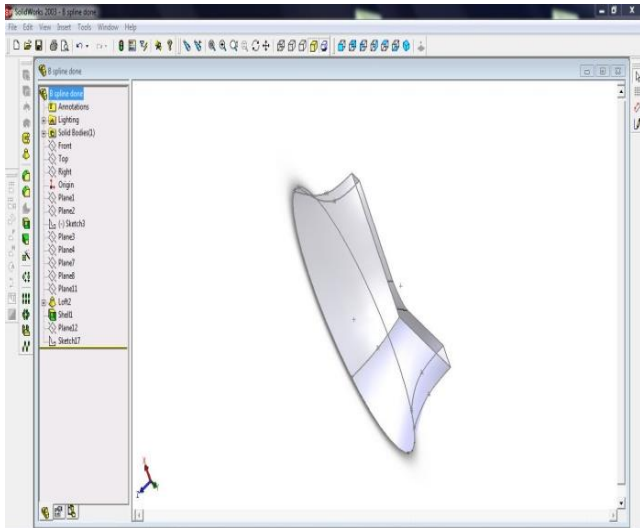 SolidWorks 2003 - B spline done
File Edit View Insert Tools Window Help
B spline done
B spline done
Annotations
Lighting
Solid Bodies(1)
Front
Top
Right
Origin
Plane1
Plane2
(-) Sketch3
Plane3
Plane4
Plane7
Plane8
Plane11
Loft2
Shell1
Plane12
Sketch17